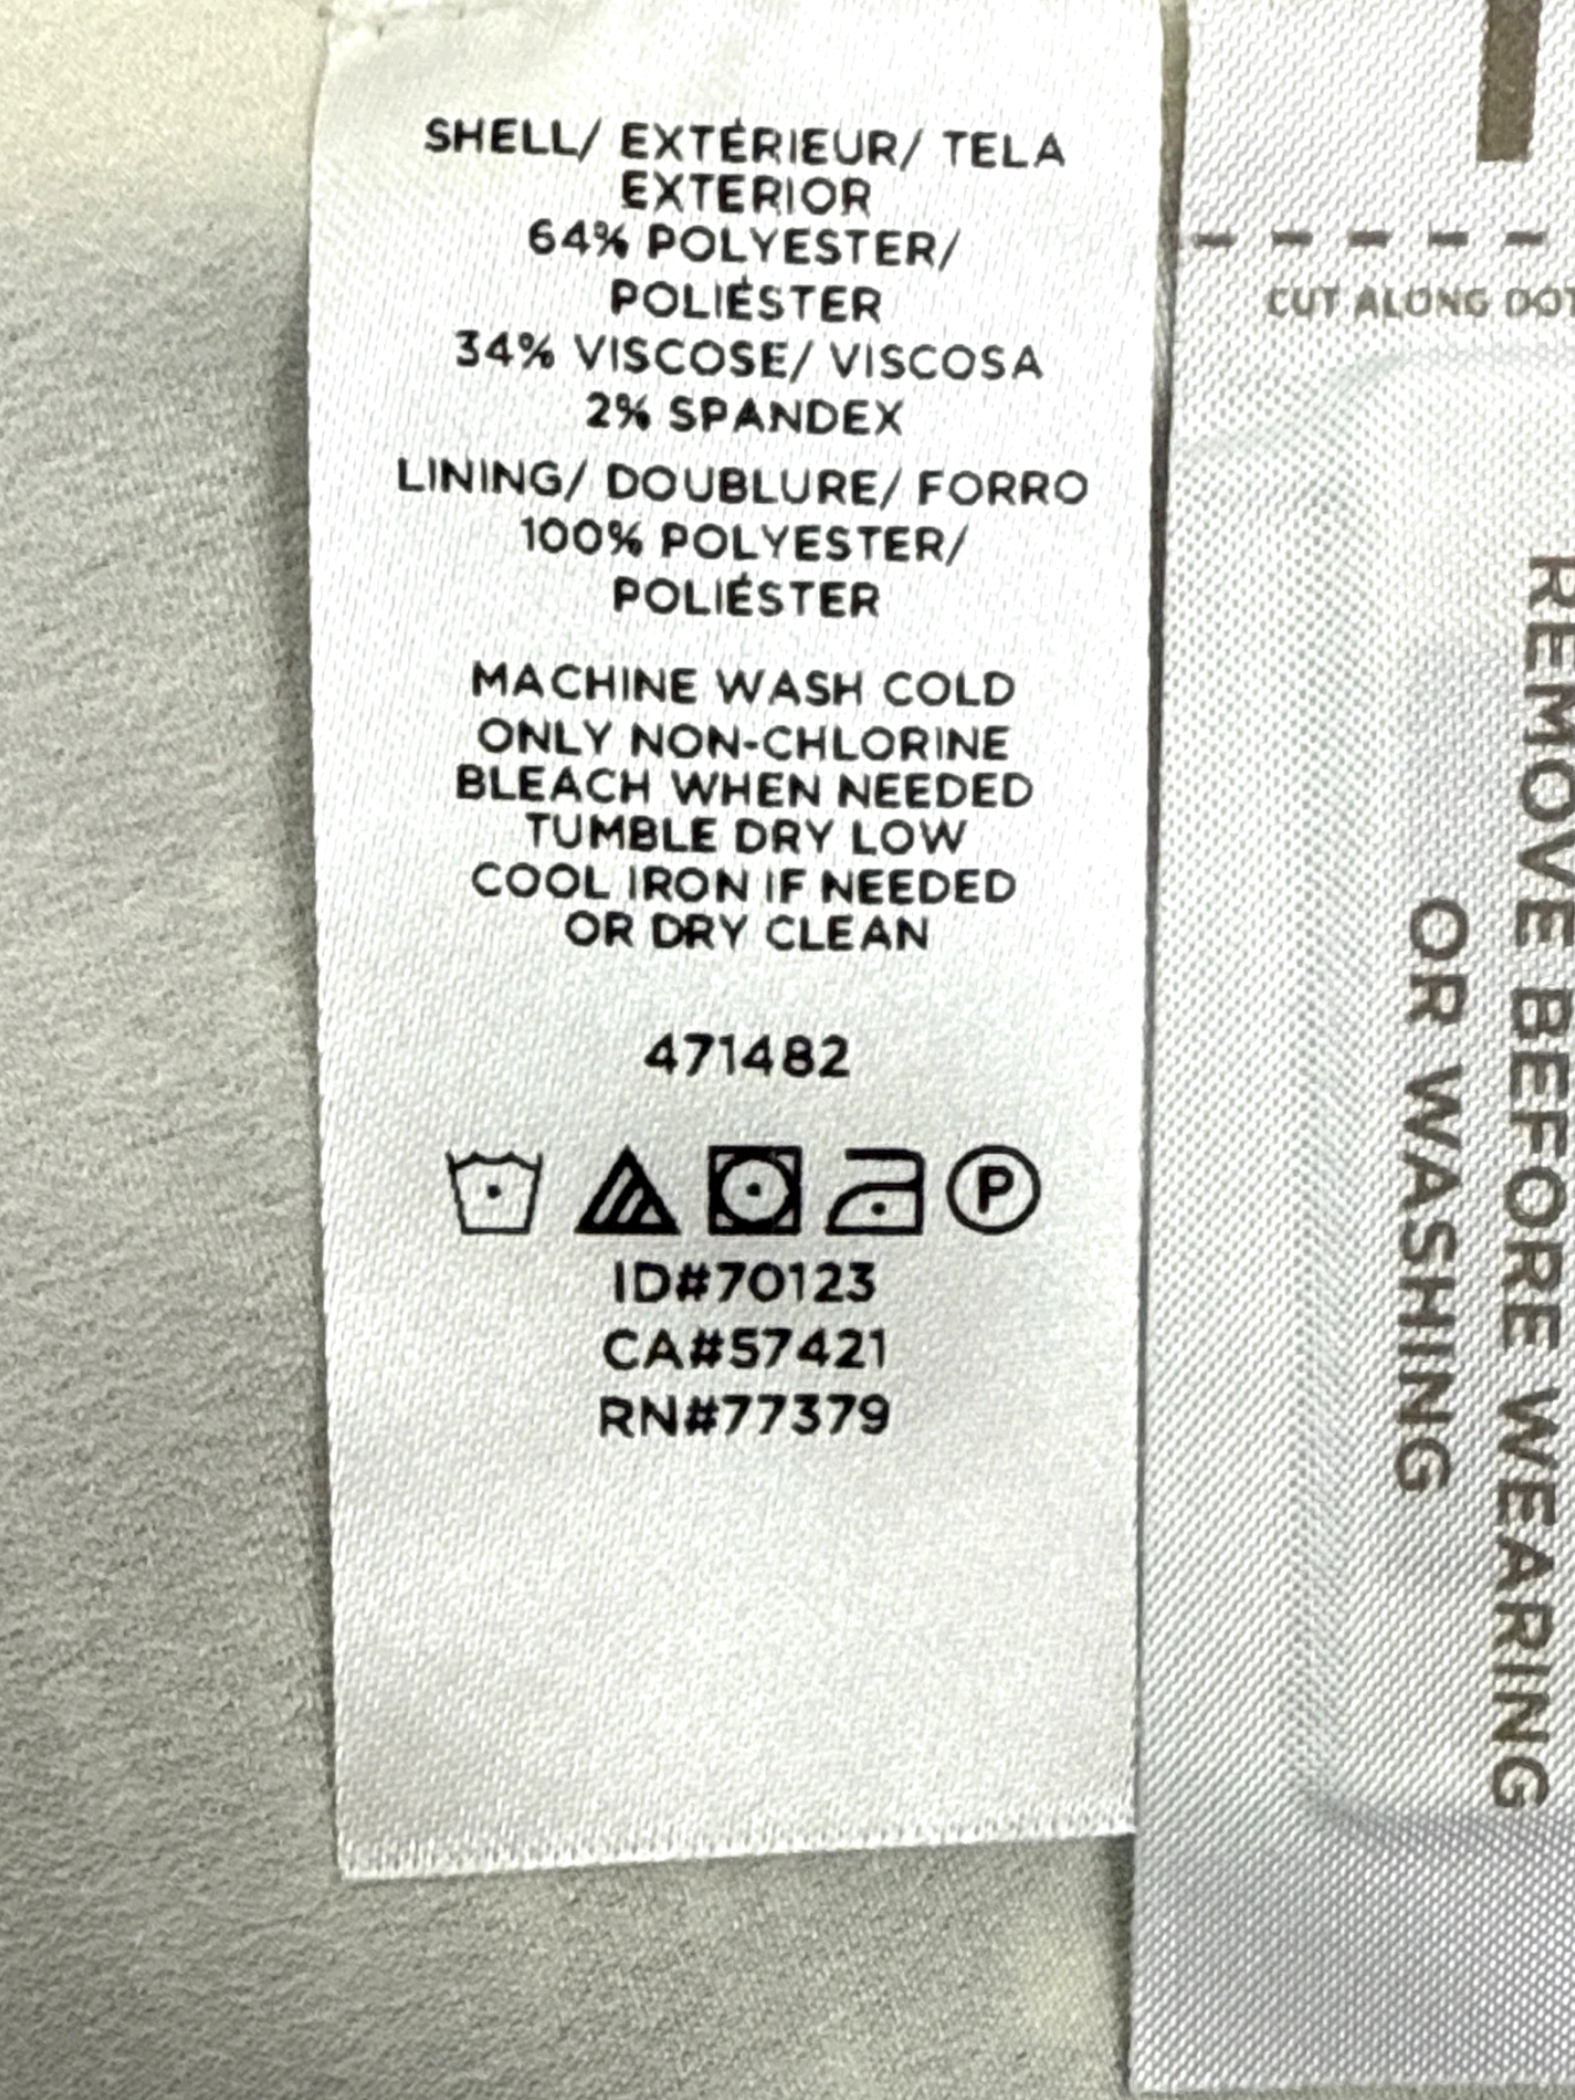 SHELL/ EXTÉRIEUR/ TELA
EXTERIOR
64% POLYESTER/
POLIÉSTER
34% VISCOSE/ VISCOSA
2% SPANDEX
LINING/ DOUBLURE/ FORRO
100% POLYESTER/
POLIÉSTER
MACHINE WASH COLD
ONLY NON-CHLORINE
BLEACH WHEN NEEDED
TUMBLE DRY LOW
COOL IRON IF NEEDED
OR DRY CLEAN
471482
P
ID#70123
CA#57421
RN#77379
CUT ALONG
REMOVE BEFORE WEARING
OR WASHING